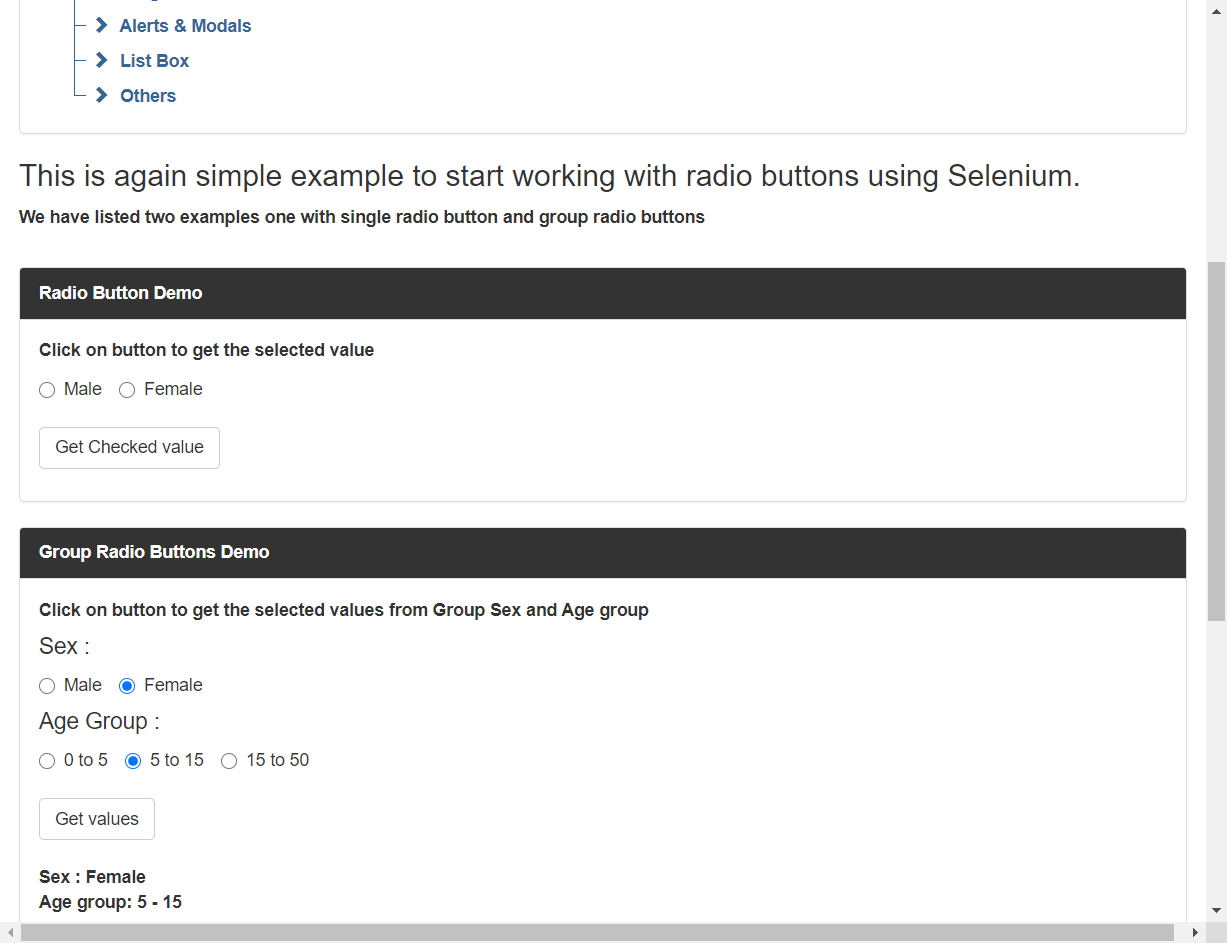 Alerts & Modals
List Box
Others
This is again simple example to start working with radio buttons using Selenium.
We have listed two examples one with single radio button and group radio buttons
Radio Button Demo
Click on button to get the selected value
Male Female
Get Checked value
Group Radio Buttons Demo
Click on button to get the selected values from Group Sex and Age group
Sex :
Male Female
Age Group :
0 to 5 5 to 15 15 to 50
Get values
Sex : Female
Age group: 5 - 15